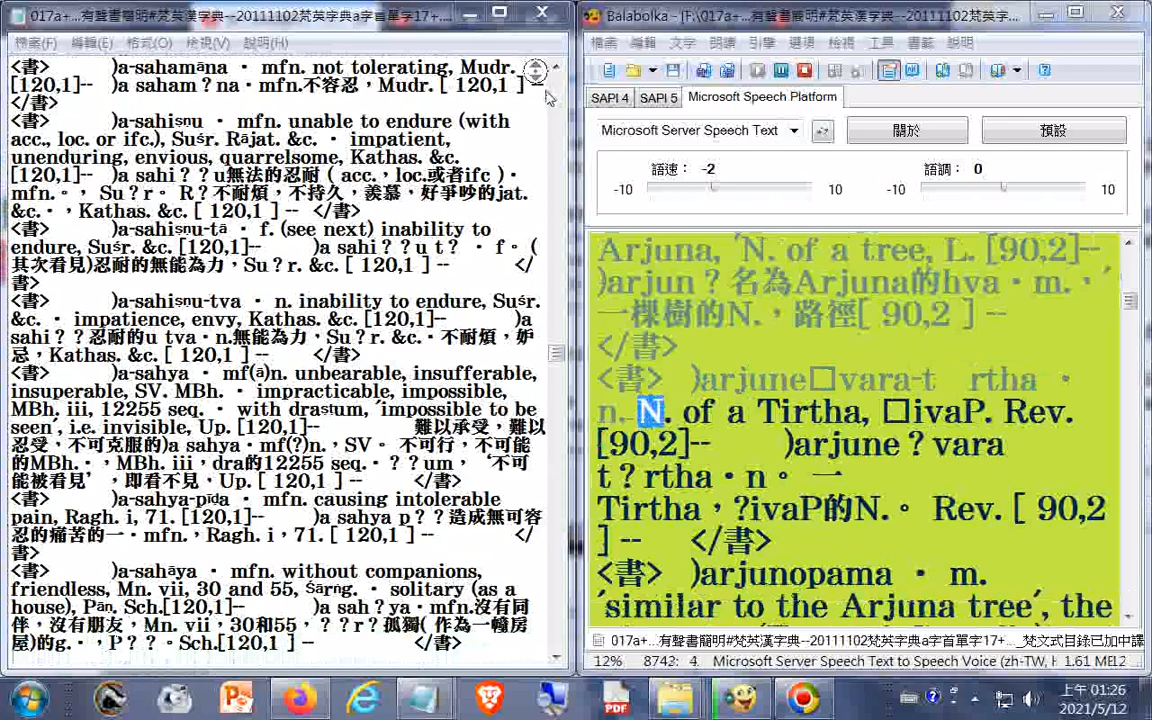 017a+...有聲書簡明#梵英漢字典--20111102梵英字典a字首單字17+...
檔案(F) 編輯(E) 格式(O) 檢視(V) 說明(H)
<書> )a-sahamāna ‧ mfn. not tolerating, Mudr.
[120,1]-- )a saham ? na‧mfn.不容忍，Mudr. [ 120,1 ] --
</書>
<書> )a-sahiṣṇu ‧ mfn. unable to endure (with
acc., loc. or ifc.), Suśr. Rājat. &c. ‧ impatient,
unenduring, envious, quarrelsome, Kathas. &c.
[120,1]-- )a sahi ? ? u無法的忍耐 ( acc.，loc.或者ifc )‧
mfn.。， Su ? r. R ? 不耐煩，不持久，羨慕，好爭吵的jat.
&c.‧，Kathas. &c. [ 120,1 ] -- </書>
<書> )a-sahiṣṇu-tā ‧ f. (see next) inability to
endure, Suśr. &c. [120,1]-- )a sahi ? ? u t ? ‧ f。(
其次看見)忍耐的無能為力，Su ? r. &c. [ 120,1 ] -- </
書>
<書> )a-sahiṣṇu-tva ‧ n. inability to endure, Suśr.
&c. ‧ impatience, envy, Kathas. &c. [120,1]-- )a
sahi ? ? 忍耐的u tva‧n.無能為力，Su ? r. &c.‧不耐煩，妒
忌，Kathas. &c. [ 120,1 ] -- </書>
<書> )a-sahya ‧ mf(ā)n. unbearable, insufferable,
insuperable, SV. MBh. ‧ impracticable, impossible,
MBh. iii, 12255 seq. ‧ with draṣṭum, 'impossible to be
seen', i.e. invisible, Up. [120,1]-- 難以承受，難以
忍受，不可克服的)a sahya‧mf(?)n.，SV。 不可行，不可能
的MBh.‧，MBh. iii，dra的12255 seq.‧ ? ? um，‘不可
能被看見’，即看不見，Up. [ 120,1 ] -- </書>
<書> )a-sahya-pīḍa ‧ mfn. causing intolerable
pain, Ragh. i, 71. [120,1]-- )a sahya p ? ? 造成無可容
忍的痛苦的一‧mfn.，Ragh. i，71. [ 120,1 ] -- </
書>
<書> )a-sahāya ‧ mfn. without companions,
friendless, Mn. vii, 30 and 55, Śārṅg. ‧ solitary (as a
house), Pāṇ. Sch.[120,1]-- )a sah ? ya‧mfn.沒有同
伴，沒有朋友，Mn. vii，30和55， ? ? r ? 孤獨( 作為一幢房
屋)的g.‧，P ? ? 。Sch.[120,1 ] -- </書>
Balabolka - [F:\017a+...有聲書簡明#梵英漢字典--20111102梵英字...
檔案 編輯 文字 朗讀 引擎 選項 檢視 工具 書籤 說明
SAPI 4 SAPI 5 Microsoft Speech Platform
Microsoft Server Speech Text 關於 預設
語速： -2 語調： 0
-10 10 -10 10
Arjuna, 'N. of a tree, L. [90,2]--
)arjun ? 名為Arjuna的hva‧m.，′
一棵樹的N.，路徑[ 90,2 ] --
</書>
<書> )arjune□vara-t rtha ‧
n. N. of a Tirtha, □ivaP. Rev.
[90,2]-- )arjune ? vara
t ? rtha‧n。一
Tirtha，?ivaP的N.。 Rev. [ 90,2
] -- </書>
<書> )arjunopama ‧ m.
'similar to the Arjuna tree', the
017a+...有聲書簡明#梵英漢字典--20111102梵英字典a字首單字17+..._梵文式目錄已加中譯
12% 8743: 4 Microsoft Server Speech Text to Speech Voice (zh-TW, H 1.61 ME
上午 01:26
2021/5/12